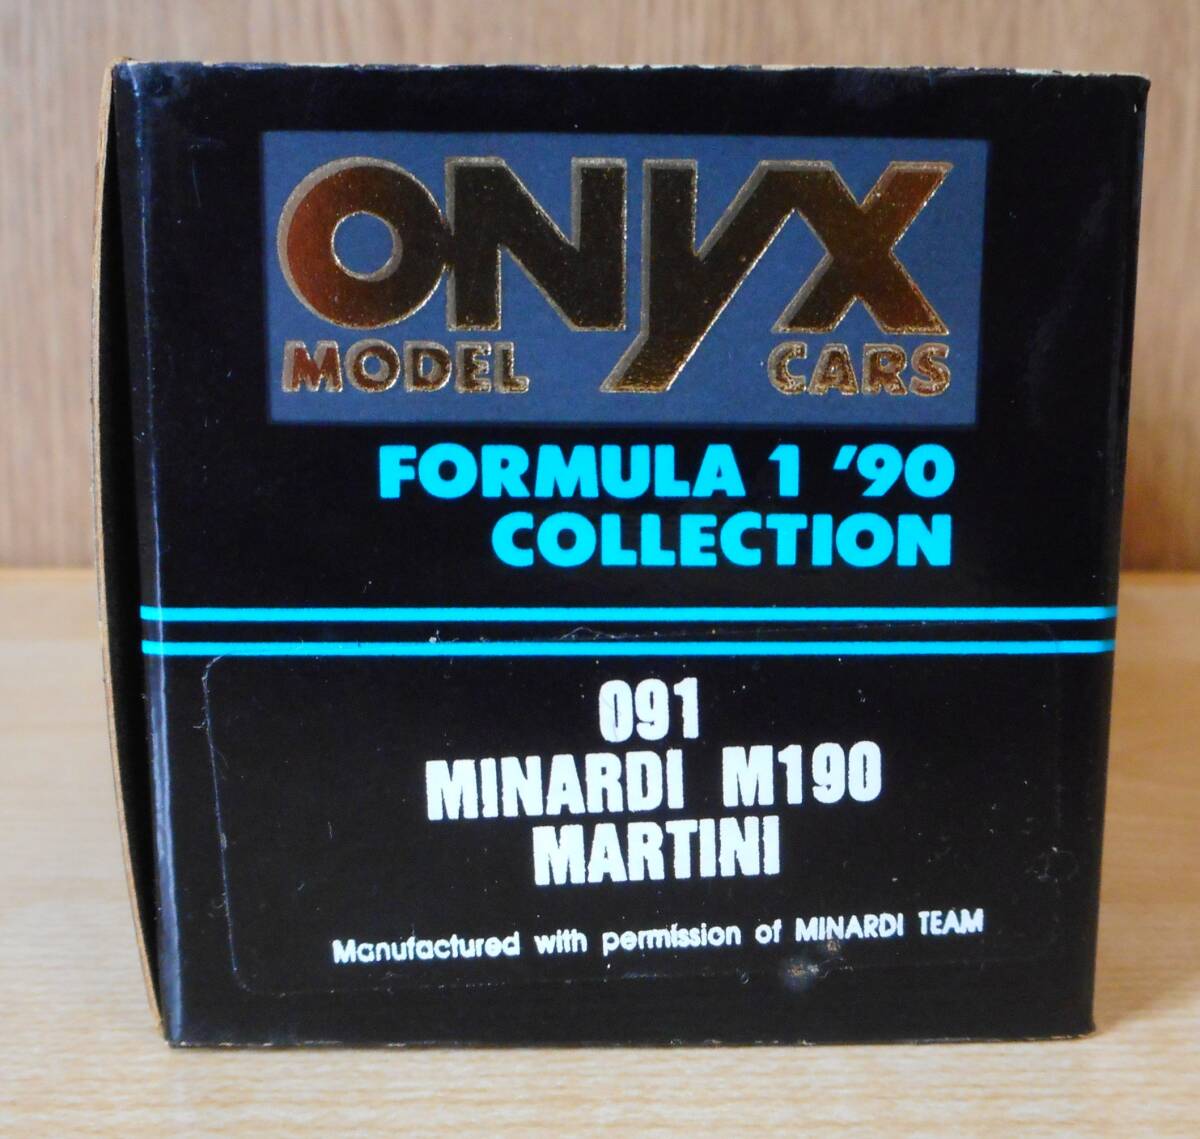 ONYX
MODEL CARS
FORMULA 1 '90
COLLECTION
091
MINARDI M190
MARTINI
Manufactured with permission of MINARDI TEAM